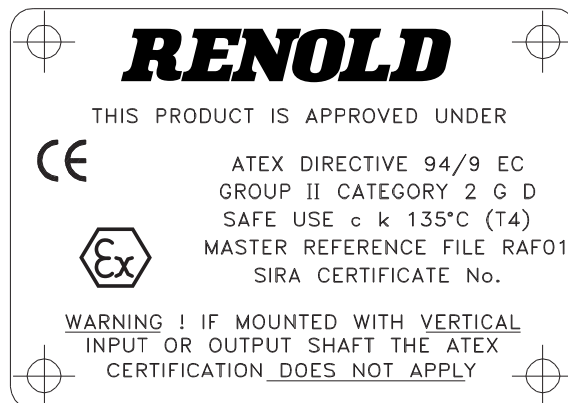 RENOLD
THIS PRODUCT IS APPROVED UNDER
CE
ATEX DIRECTIVE 94/9 EC
GROUP II CATEGORY 2 G D
SAFE USE c k 135°C (T4)
Ex
MASTER REFERENCE FILE RAF01
SIRA CERTIFICATE No.
WARNING ! IF MOUNTED WITH VERTICAL
INPUT OR OUTPUT SHAFT THE ATEX
CERTIFICATION DOES NOT APPLY